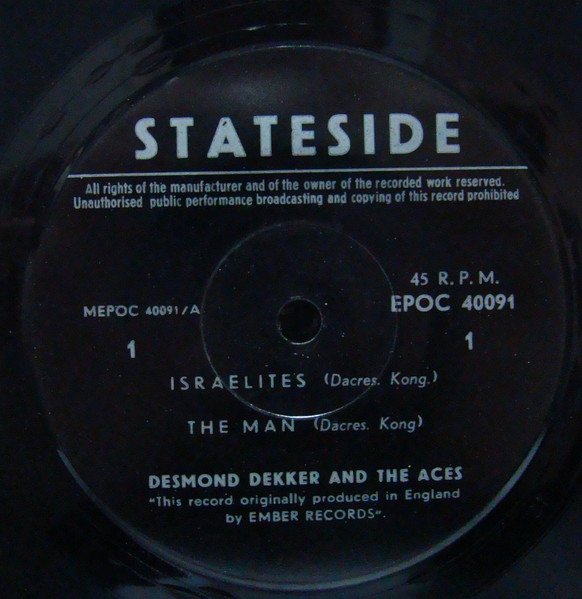 STATESIDE
All rights of the manufacturer and of the owner of the recorded work reserved.
Unauthorised public performance broadcasting and copying of this record prohibited
45 R.P.M.
MEPOC 40091/A EPOC 40091
1 1
ISRAELITES (Dacres. Kong.)
THE MAN (Dacres. Kong)
DESMOND DEKKER AND THE ACES
"This record originally produced in England
by EMBER RECORDS".